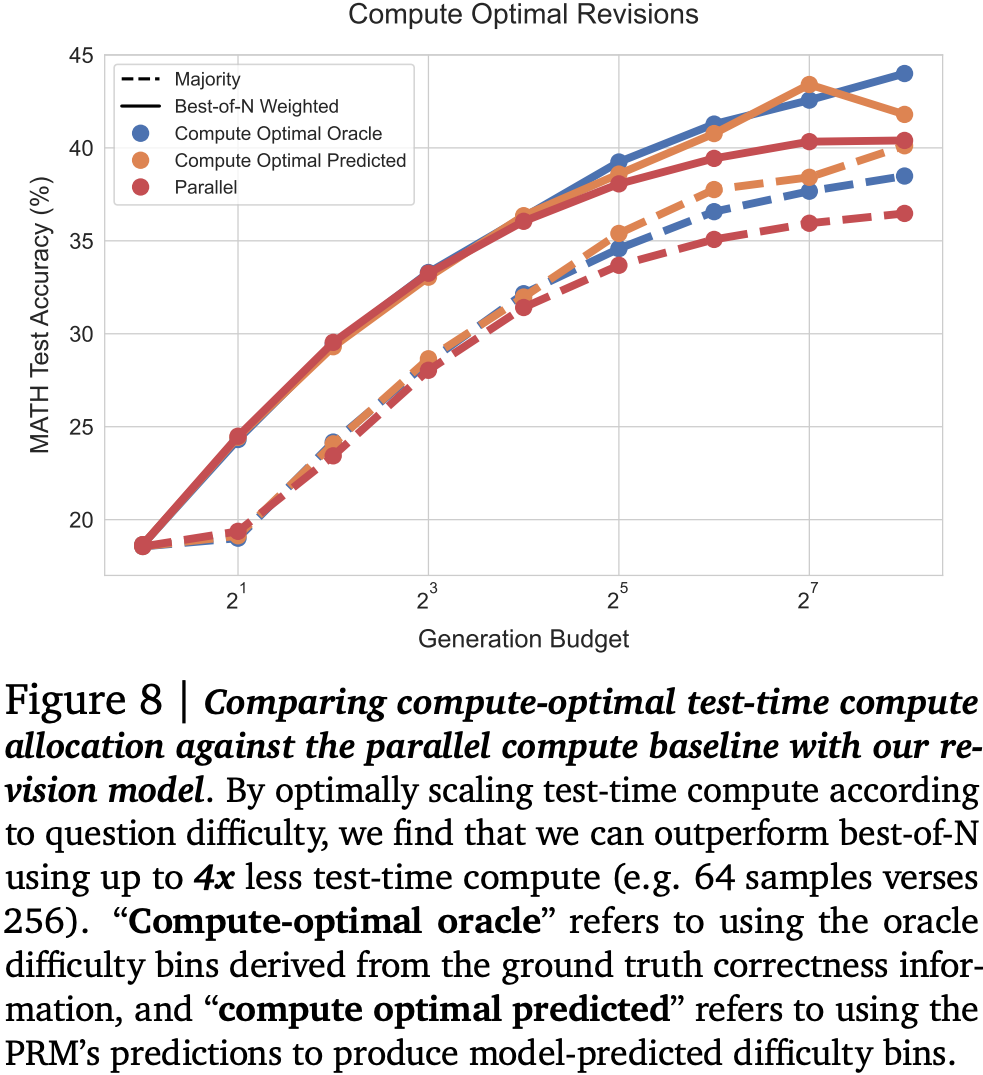 Compute Optimal Revisions
45
40
35
30
25
20
MATH Test Accuracy (%)
Majority
Best-of-N Weighted
Compute Optimal Oracle
Compute Optimal Predicted
Parallel
2^1
2^3
2^5
2^7
Generation Budget
Figure 8 | Comparing compute-optimal test-time compute
allocation against the parallel compute baseline with our re-
vision model. By optimally scaling test-time compute according
to question difficulty, we find that we can outperform best-of-N
using up to 4x less test-time compute (e.g. 64 samples verses
256). “Compute-optimal oracle” refers to using the oracle
difficulty bins derived from the ground truth correctness infor-
mation, and “compute optimal predicted” refers to using the
PRM’s predictions to produce model-predicted difficulty bins.